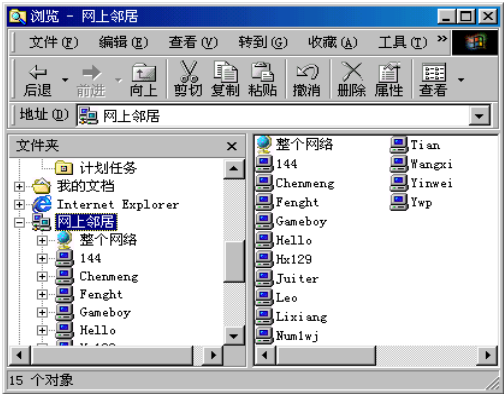 浏览 - 网上邻居
文件(F) 编辑(E) 查看(V) 转到(G) 收藏(A) 工具(T) »
后退 前进 向上 剪切 复制 粘贴 撤消 删除 属性 查看
地址(D) 网上邻居
文件夹
计划任务
我的文档
Internet Explorer
网上邻居
整个网络
144
Chenmeng
Fenght
Gameboy
Hello
整个网络
144
Chenmeng
Fenght
Gameboy
Hello
Hx129
Juiter
Leo
Lixiang
Numlwj
Tian
Wangxi
Yinwei
Ywp
15 个对象